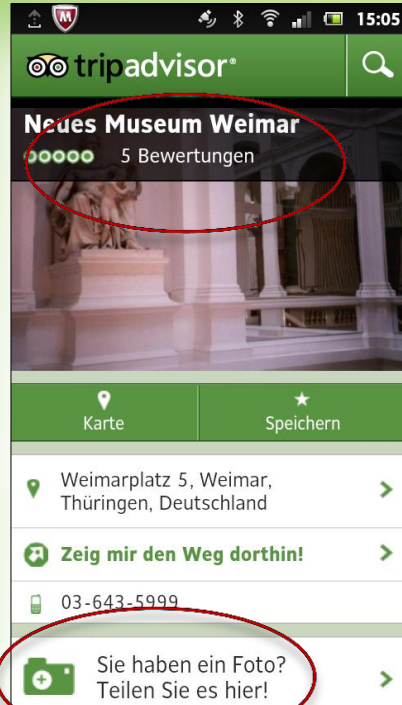 M
15:05
tripadvisor®
Neues Museum Weimar
5 Bewertungen
Karte
Speichern
Weimarplatz 5, Weimar,
Thüringen, Deutschland
Zeig mir den Weg dorthin!
03-643-5999
Sie haben ein Foto?
Teilen Sie es hier!